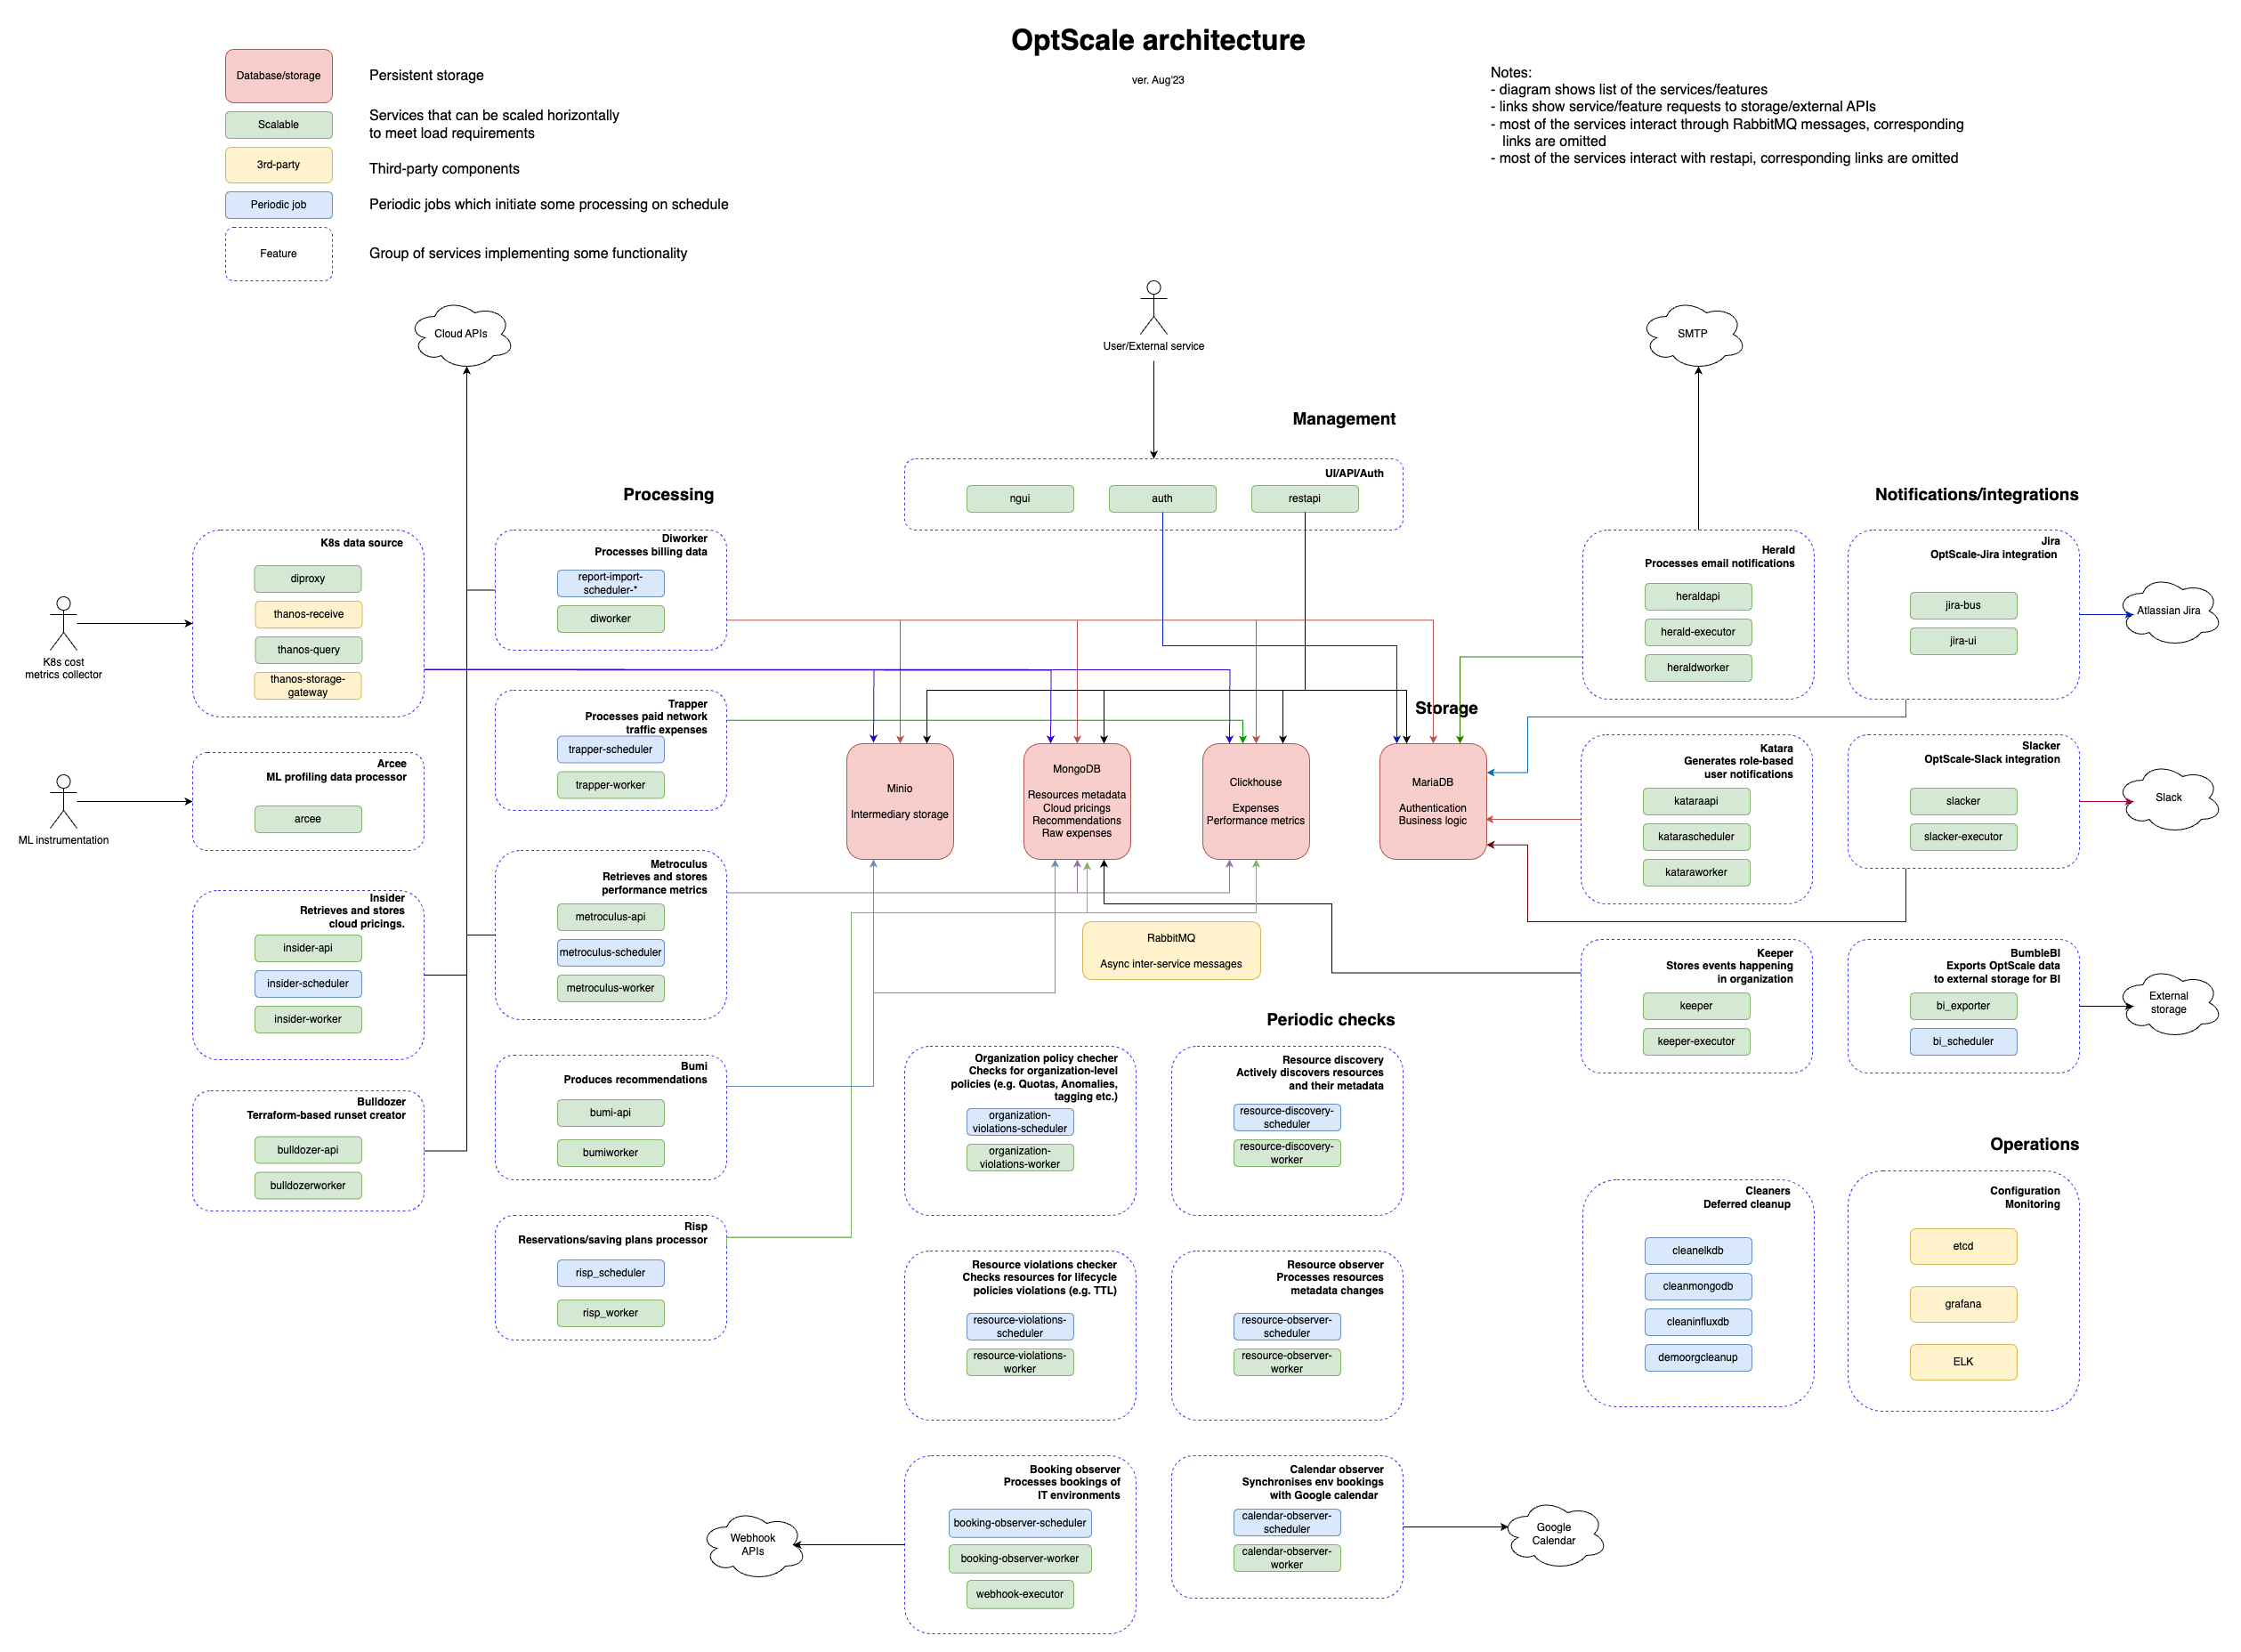 OptScale architecture
ver. Aug'23
Database/storage
Persistent storage
Scalable
Services that can be scaled horizontally
to meet load requirements
3rd-party
Third-party components
Periodic job
Periodic jobs which initiate some processing on schedule
Feature
Group of services implementing some functionality
Notes:
- diagram shows list of the services/features
- links show service/feature requests to storage/external APIs
- most of the services interact through RabbitMQ messages, corresponding
links are omitted
- most of the services interact with restapi, corresponding links are omitted
Cloud APIs
User/External service
SMTP
Management
UI/API/Auth
ngui
auth
restapi
Processing
Notifications/integrations
K8s cost
metrics collector
K8s data source
diproxy
thanos-receive
thanos-query
thanos-storage-
gateway
Diworker
Processes billing data
report-import-
scheduler-*
diworker
Herald
Processes email notifications
heraldapi
herald-executor
heraldworker
Jira
OptScale-Jira integration
jira-bus
jira-ui
Atlassian Jira
Trapper
Processes paid network
traffic expenses
trapper-scheduler
trapper-worker
Storage
Minio
Intermediary storage
MongoDB
Resources metadata
Cloud pricings
Recommendations
Raw expenses
Clickhouse
Expenses
Performance metrics
MariaDB
Authentication
Business logic
ML instrumentation
Arcee
ML profiling data processor
arcee
Katara
Generates role-based
user notifications
kataraapi
katarascheduler
kataraworker
Slacker
OptScale-Slack integration
slacker
slacker-executor
Slack
Insider
Retrieves and stores
cloud pricings.
insider-api
insider-scheduler
insider-worker
Metroculus
Retrieves and stores
performance metrics
metroculus-api
metroculus-scheduler
metroculus-worker
RabbitMQ
Async inter-service messages
Keeper
Stores events happening
in organization
keeper
keeper-executor
BumbleBI
Exports OptScale data
to external storage for BI
bi_exporter
bi_scheduler
External
storage
Bulldozer
Terraform-based runset creator
bulldozer-api
bulldozerworker
Bumi
Produces recommendations
bumi-api
bumiworker
Risp
Reservations/saving plans processor
risp_scheduler
risp_worker
Periodic checks
Organization policy checher
Checks for organization-level
policies (e.g. Quotas, Anomalies,
tagging etc.)
organization-
violations-scheduler
organization-
violations-worker
Resource discovery
Actively discovers resources
and their metadata
resource-discovery-
scheduler
resource-discovery-
worker
Resource violations checker
Checks resources for lifecycle
policies violations (e.g. TTL)
resource-violations-
scheduler
resource-violations-
worker
Resource observer
Processes resources
metadata changes
resource-observer-
scheduler
resource-observer-
worker
Booking observer
Processes bookings of
IT environments
booking-observer-scheduler
booking-observer-worker
webhook-executor
Webhook
APIs
Calendar observer
Synchronises env bookings
with Google calendar
calendar-observer-
scheduler
calendar-observer-
worker
Google
Calendar
Operations
Cleaners
Deferred cleanup
cleanelkdb
cleanmongodb
cleaninfluxdb
demoorgcleanup
Configuration
Monitoring
etcd
grafana
ELK